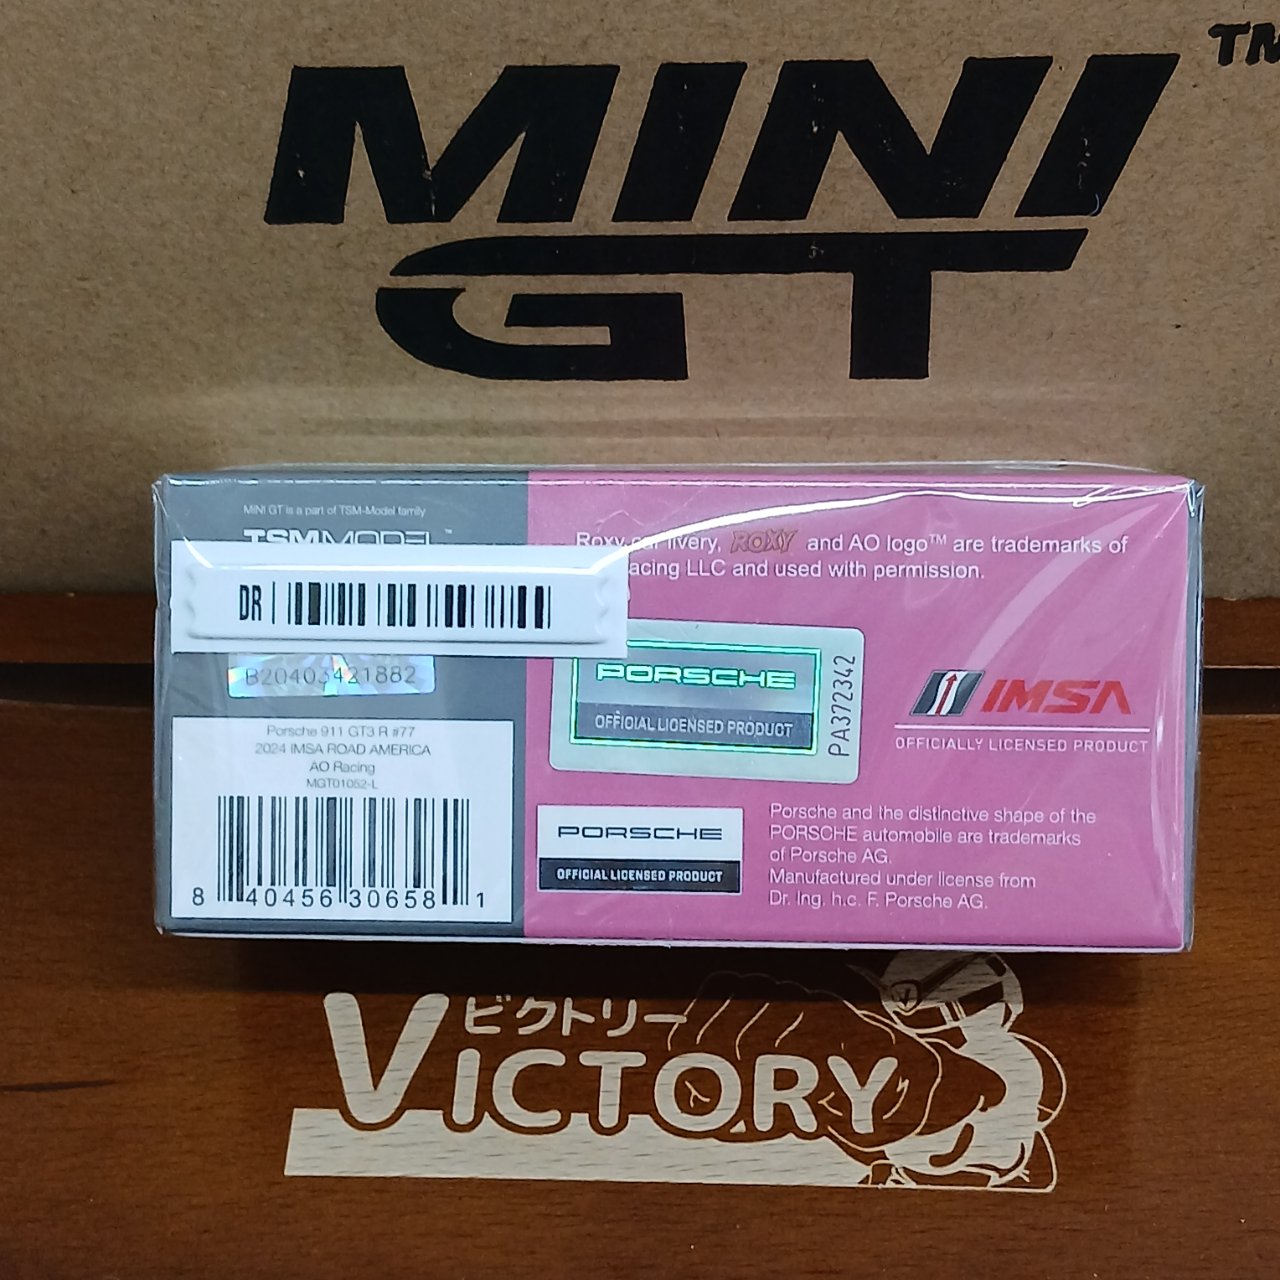 MINI™
GT
MINI GT is a part of TSM-Model family
TSMMODEL™
DR
B20403421882
Porsche 911 GT3 R #77
2024 IMSA ROAD AMERICA
AO Racing
MGT01052-L
8 40456 30658 1
Roxy car livery, ROXY and AO logo™ are trademarks of
acing LLC and used with permission.
PORSCHE
OFFICIAL LICENSED PRODUCT
PA372342
IMSA
OFFICIALLY LICENSED PRODUCT
PORSCHE
OFFICIAL LICENSED PRODUCT
Porsche and the distinctive shape of the
PORSCHE automobile are trademarks
of Porsche AG.
Manufactured under license from
Dr. Ing. h.c. F. Porsche AG.
ビクトリー
VICTORY
V